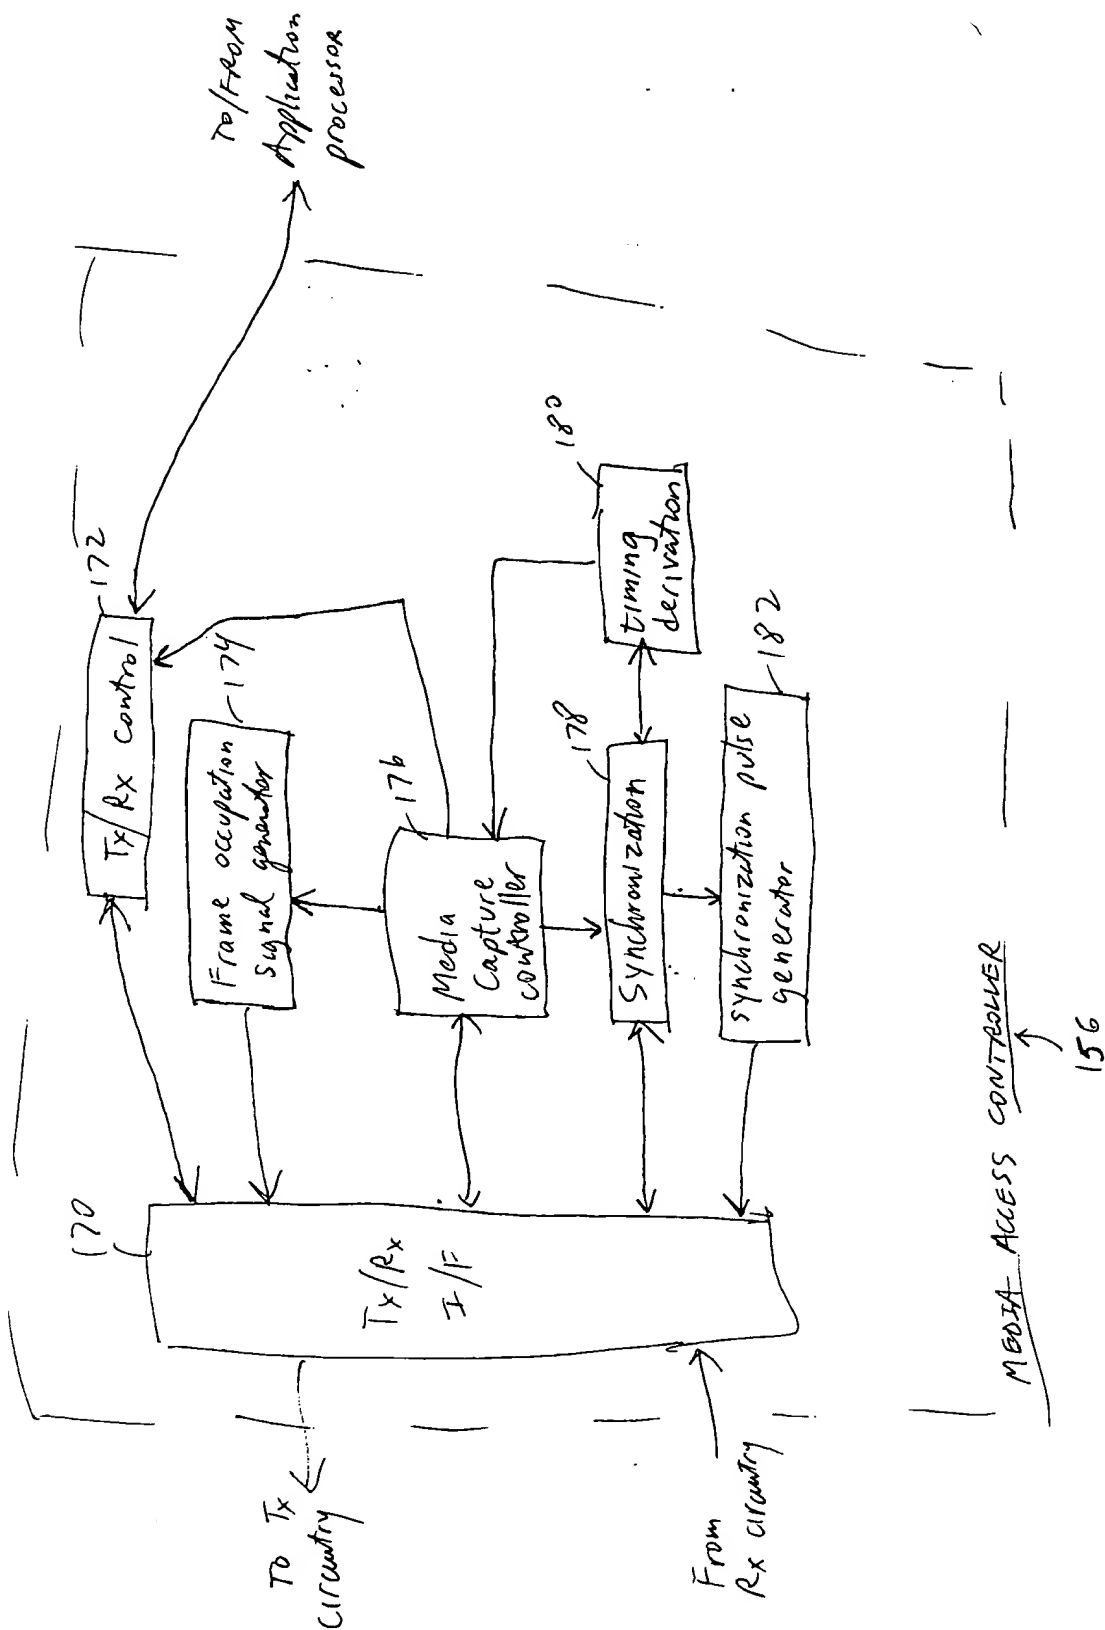 To/FROM
Application
processor
172
Tx/Rx control
174
Frame occupation
signal generator
176
Media
Capture
controller
180
timing
derivation
178
Synchronization
182
synchronization pulse
generator
170
Tx/Rx
I/F
To Tx
circuitry
From
Rx circuitry
MEDIA ACCESS CONTROLLER
156